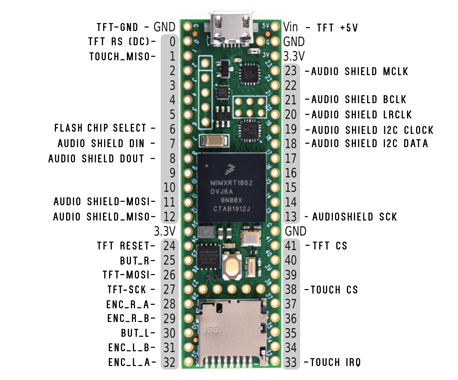 TFT-GND - GND
TFT RS (DC)- 0
TOUCH_MISO- 1
2
3
4
5
FLASH CHIP SELECT - 6
AUDIO SHIELD DIN - 7
AUDIO SHIELD DOUT - 8
9
10
AUDIO SHIELD-MOSI- 11
AUDIO SHIELD_MISO- 12
3.3V
TFT RESET- 24
BUT_R- 25
TFT-MOSI- 26
TFT-SCK - 27
ENC_R_A - 28
ENC_R_B - 29
BUT_L - 30
ENC_L_B - 31
ENC_L_A - 32
MIMXRT1062
DVJ6A
0N00X
CTAB1912J
Vin - TFT +5V
GND
3.3V
23 -AUDIO SHIELD MCLK
22
21 -AUDIO SHIELD BCLK
20 -AUDIO SHIELD LRCLK
19 -AUDIO SHIELD I2C CLOCK
18 -AUDIO SHIELD I2C DATA
17
16
15
14
13 -AUDIOSHIELD SCK
GND
41 -TFT CS
40
39
38 -TOUCH CS
37
36
35
34
33 -TOUCH IRQ